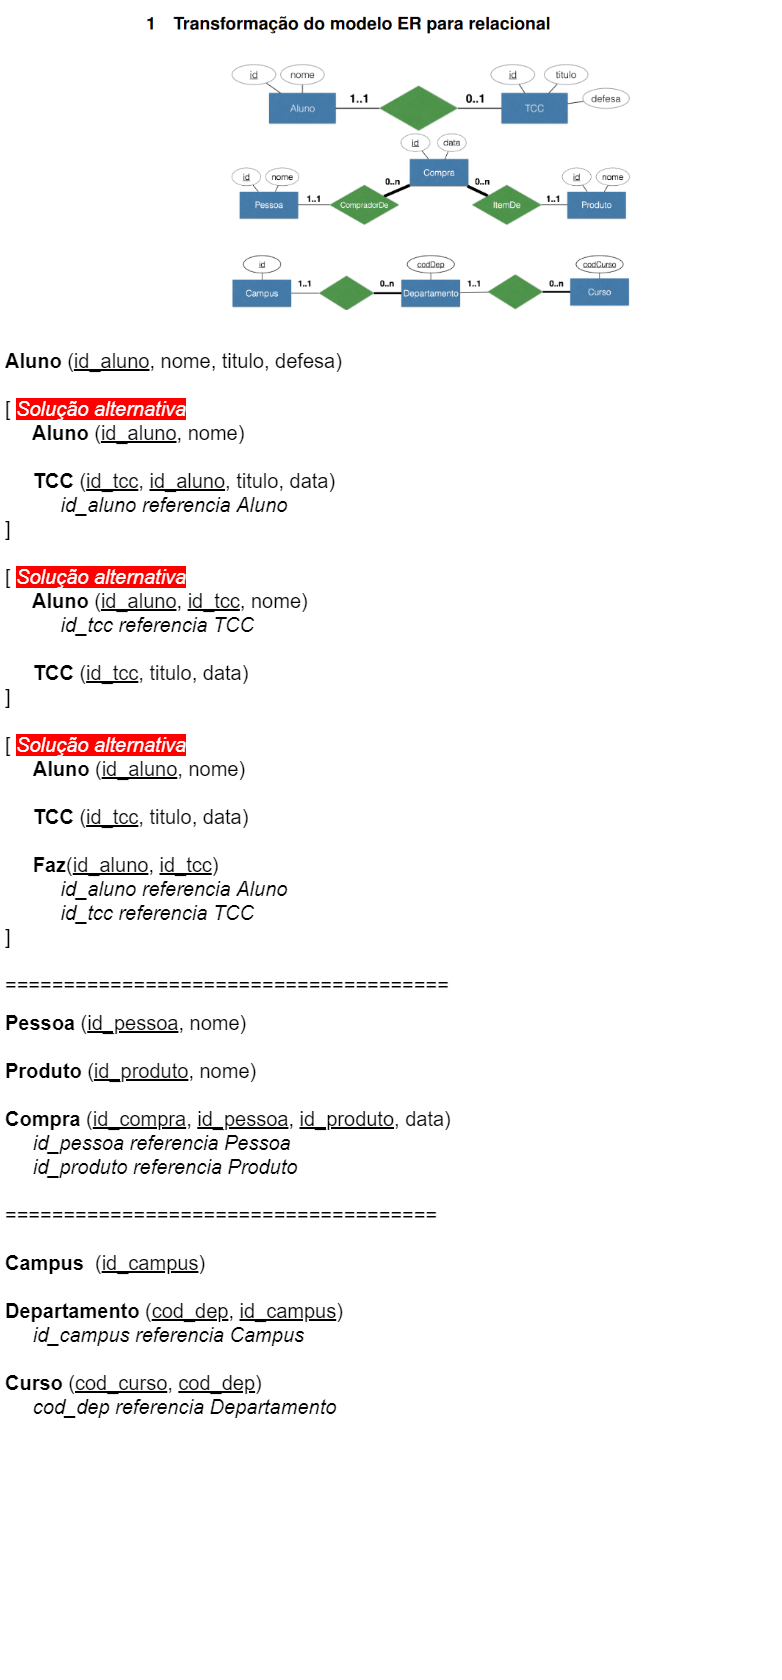 1 Transformação do modelo ER para relacional
id nome id titulo
defesa
Aluno 1..1 0..1 TCC
id data
id nome 0..n Compra 0..n id nome
Pessoa 1..1 CompradorDe ItemDe 1..1 Produto
id codDep codCurso
Campus 1..1 0..n Departamento 1..1 0..n Curso
Aluno (id_aluno, nome, titulo, defesa)
[ Solução alternativa
Aluno (id_aluno, nome)
TCC (id_tcc, id_aluno, titulo, data)
id_aluno referencia Aluno
]
[ Solução alternativa
Aluno (id_aluno, id_tcc, nome)
id_tcc referencia TCC
TCC (id_tcc, titulo, data)
]
[ Solução alternativa
Aluno (id_aluno, nome)
TCC (id_tcc, titulo, data)
Faz(id_aluno, id_tcc)
id_aluno referencia Aluno
id_tcc referencia TCC
]
======================================
Pessoa (id_pessoa, nome)
Produto (id_produto, nome)
Compra (id_compra, id_pessoa, id_produto, data)
id_pessoa referencia Pessoa
id_produto referencia Produto
=====================================
Campus (id_campus)
Departamento (cod_dep, id_campus)
id_campus referencia Campus
Curso (cod_curso, cod_dep)
cod_dep referencia Departamento